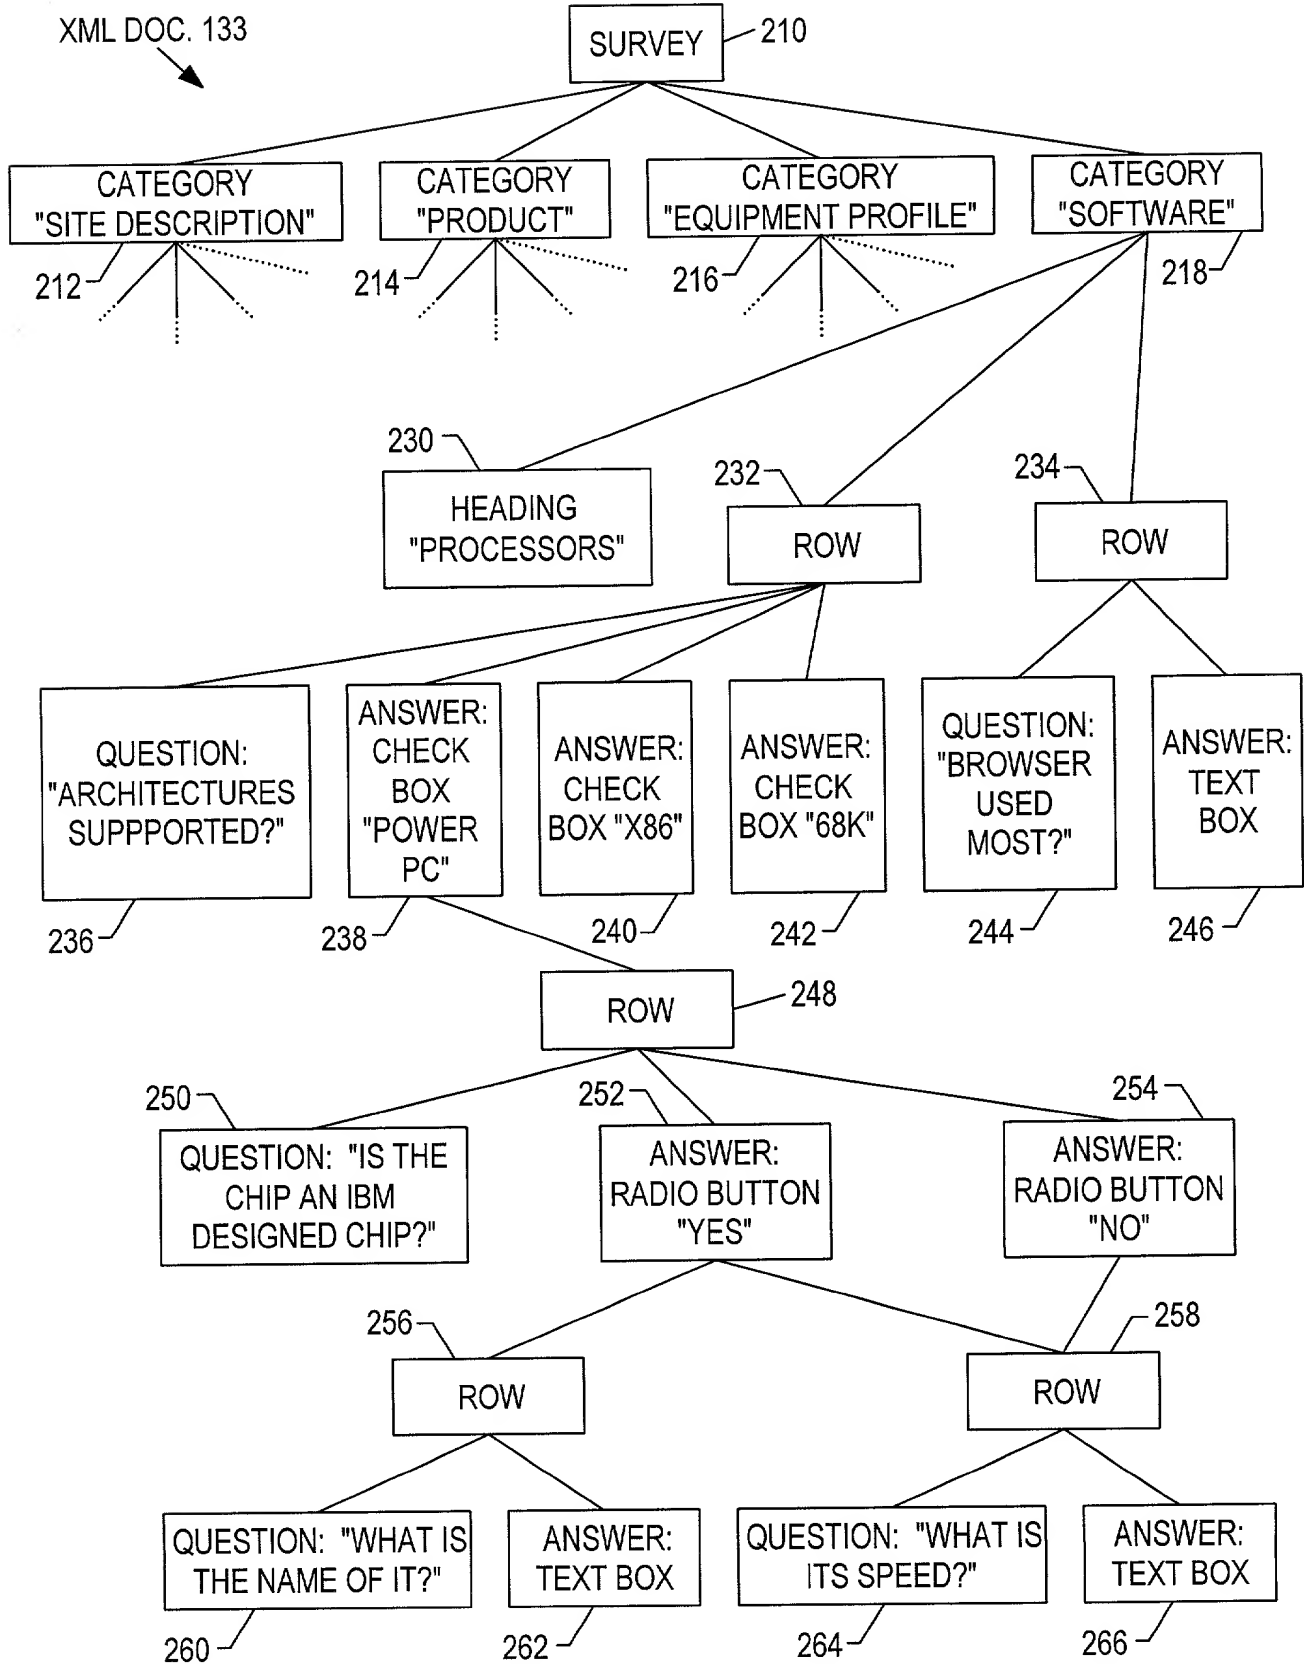 XML DOC. 133
SURVEY
210
CATEGORY
"SITE DESCRIPTION"
212
CATEGORY
"PRODUCT"
214
CATEGORY
"EQUIPMENT PROFILE"
216
CATEGORY
"SOFTWARE"
218
230
HEADING
"PROCESSORS"
232
ROW
234
ROW
QUESTION:
"ARCHITECTURES
SUPPPORTED?"
236
ANSWER:
CHECK
BOX
"POWER
PC"
238
ANSWER:
CHECK
BOX "X86"
240
ANSWER:
CHECK
BOX "68K"
242
QUESTION:
"BROWSER
USED
MOST?"
244
ANSWER:
TEXT
BOX
246
ROW
248
250
QUESTION: "IS THE
CHIP AN IBM
DESIGNED CHIP?"
252
ANSWER:
RADIO BUTTON
"YES"
254
ANSWER:
RADIO BUTTON
"NO"
256
ROW
258
ROW
QUESTION: "WHAT IS
THE NAME OF IT?"
260
ANSWER:
TEXT BOX
262
QUESTION: "WHAT IS
ITS SPEED?"
264
ANSWER:
TEXT BOX
266